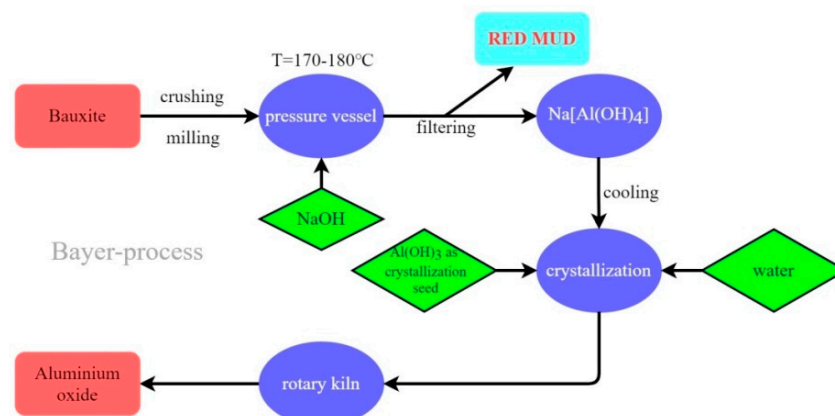 RED MUD
T=170-180°C
Bauxite
crushing
milling
pressure vessel
filtering
Na[Al(OH)4]
cooling
NaOH
Bayer-process
Al(OH)3 as
crystallization
seed
crystallization
water
Aluminium
oxide
rotary kiln